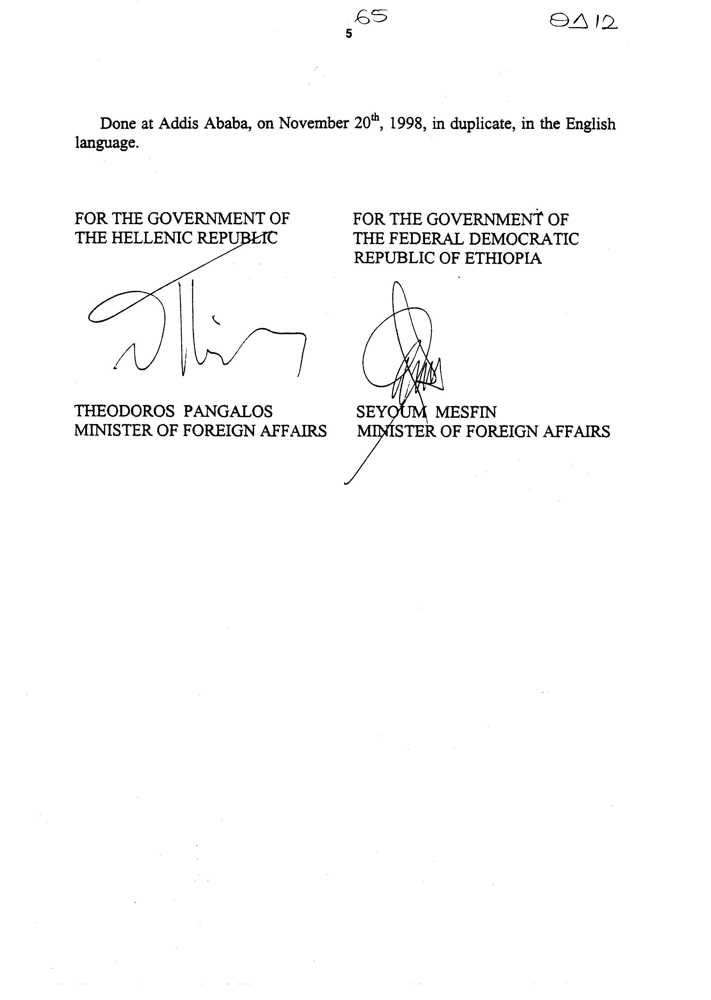 65
ΘΔ12
5
Done at Addis Ababa, on November 20th, 1998, in duplicate, in the English
language.
FOR THE GOVERNMENT OF
THE HELLENIC REPUBLIC
FOR THE GOVERNMENT OF
THE FEDERAL DEMOCRATIC
REPUBLIC OF ETHIOPIA
THEODOROS PANGALOS
MINISTER OF FOREIGN AFFAIRS
SEYOUM MESFIN
MINISTER OF FOREIGN AFFAIRS